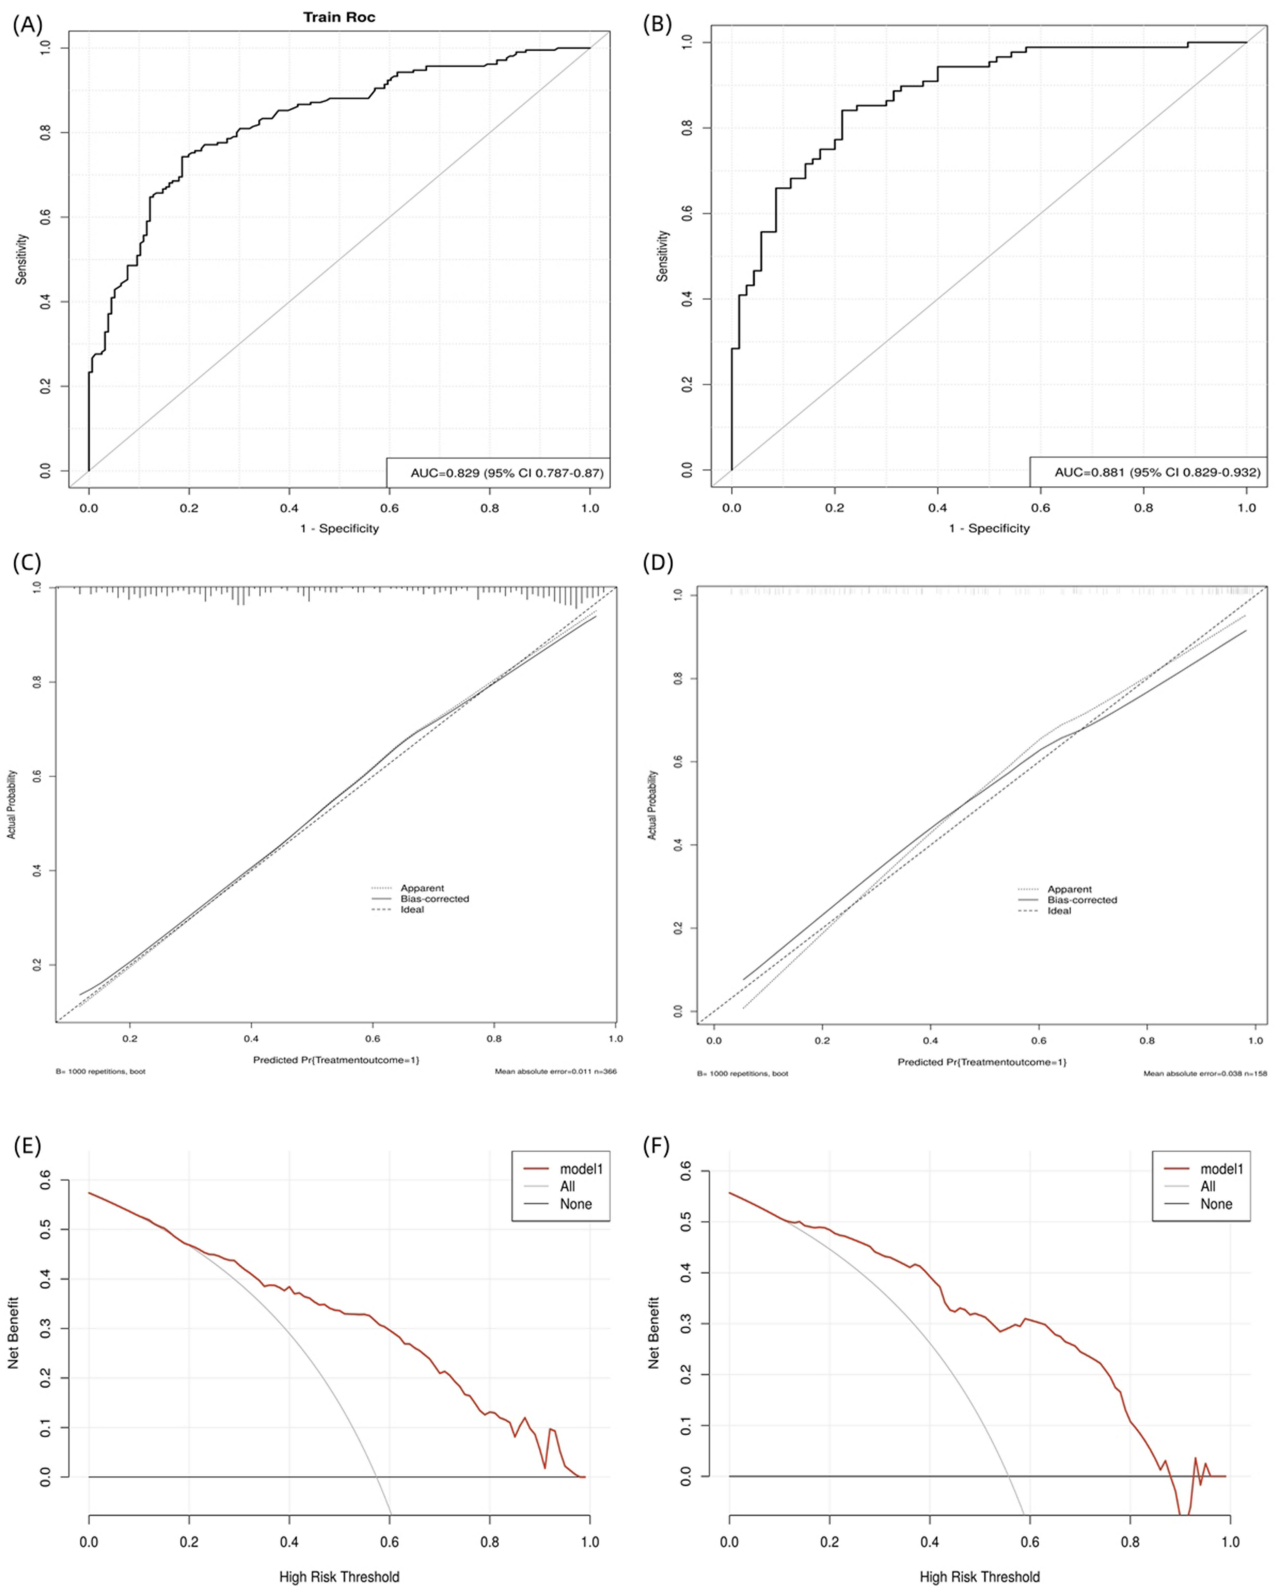 (A)
Train Roc
Sensitivity
1.0
0.8
0.6
0.4
0.2
0.0
AUC=0.829 (95% CI 0.787-0.87)
0.0 0.2 0.4 0.6 0.8 1.0
1 - Specificity
(B)
Sensitivity
1.0
0.8
0.6
0.4
0.2
0.0
AUC=0.881 (95% CI 0.829-0.932)
0.0 0.2 0.4 0.6 0.8 1.0
1 - Specificity
(C)
Actual Probability
1.0
0.8
0.6
0.4
0.2
Apparent
Bias-corrected
Ideal
0.2 0.4 0.6 0.8 1.0
Predicted Pr{Treatmentoutcome=1}
B= 1000 repetitions, boot
Mean absolute error=0.011 n=366
(D)
Actual Probability
1.0
0.8
0.6
0.4
0.2
0.0
Apparent
Bias-corrected
Ideal
0.0 0.2 0.4 0.6 0.8 1.0
Predicted Pr{Treatmentoutcome=1}
B= 1000 repetitions, boot
Mean absolute error=0.038 n=158
(E)
Net Benefit
0.6
0.5
0.4
0.3
0.2
0.1
0.0
model1
All
None
0.0 0.2 0.4 0.6 0.8 1.0
High Risk Threshold
(F)
Net Benefit
0.6
0.5
0.4
0.3
0.2
0.1
0.0
model1
All
None
0.0 0.2 0.4 0.6 0.8 1.0
High Risk Threshold